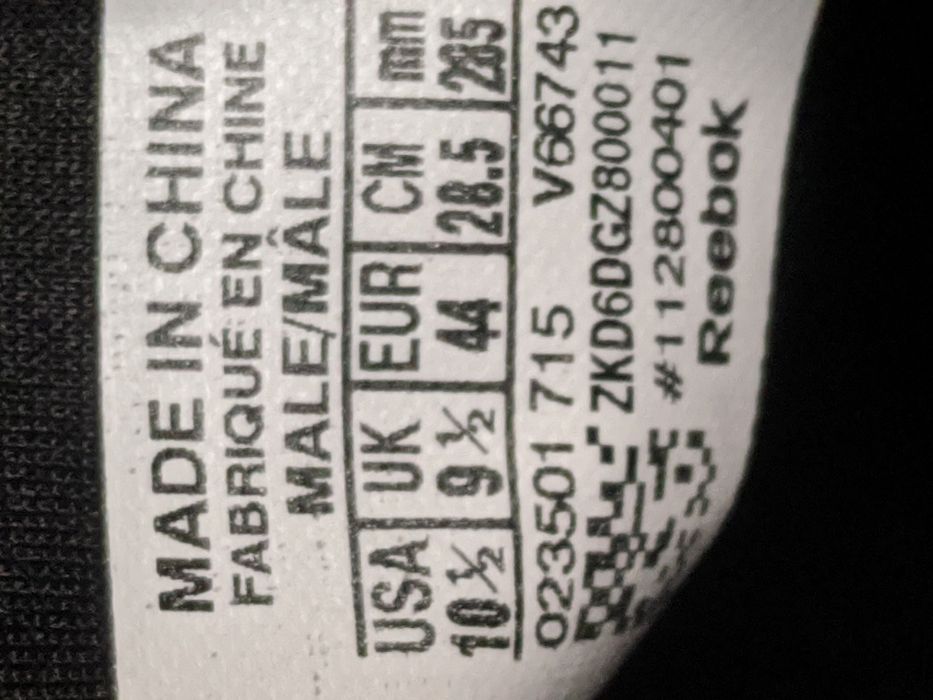 MADE IN CHINA
FABRIQUÉ EN CHINE
MALE/MÂLE
USA UK EUR CM mm
10½ 9½ 44 28.5 285
023501 715 V66743
ZKD6DGZ800011
#112800401
Reebok